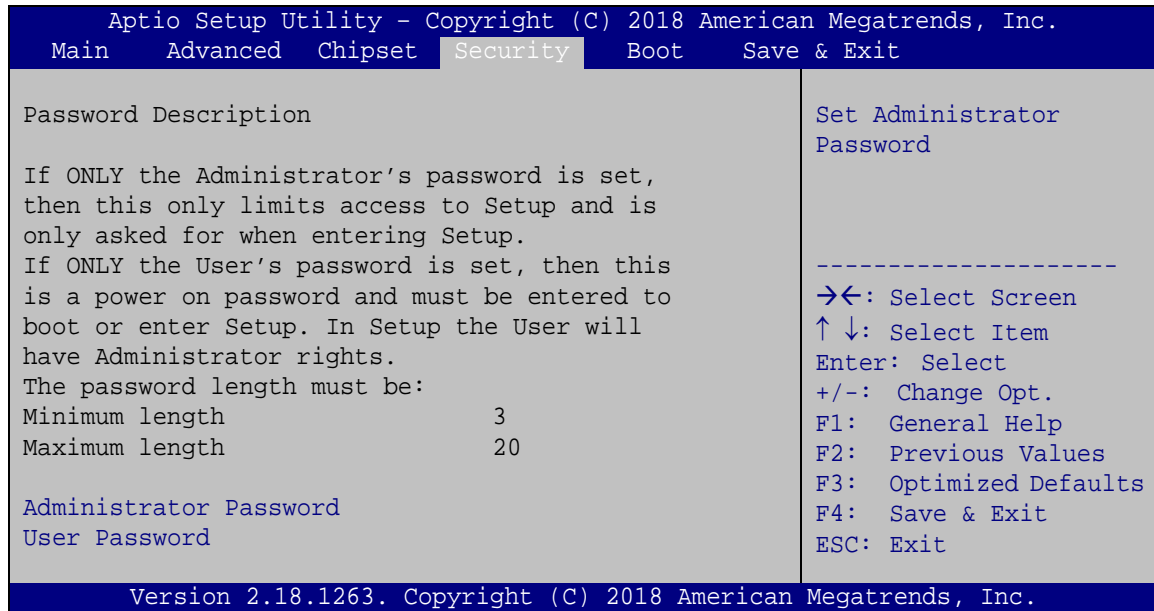 Aptio Setup Utility – Copyright (C) 2018 American Megatrends, Inc.
Main Advanced Chipset Security Boot Save & Exit
Password Description
If ONLY the Administrator’s password is set,
then this only limits access to Setup and is
only asked for when entering Setup.
If ONLY the User’s password is set, then this
is a power on password and must be entered to
boot or enter Setup. In Setup the User will
have Administrator rights.
The password length must be:
Minimum length 3
Maximum length 20
Administrator Password
User Password
Set Administrator
Password
---------------------
→←: Select Screen
↑ ↓: Select Item
Enter: Select
+/-: Change Opt.
F1: General Help
F2: Previous Values
F3: Optimized Defaults
F4: Save & Exit
ESC: Exit
Version 2.18.1263. Copyright (C) 2018 American Megatrends, Inc.